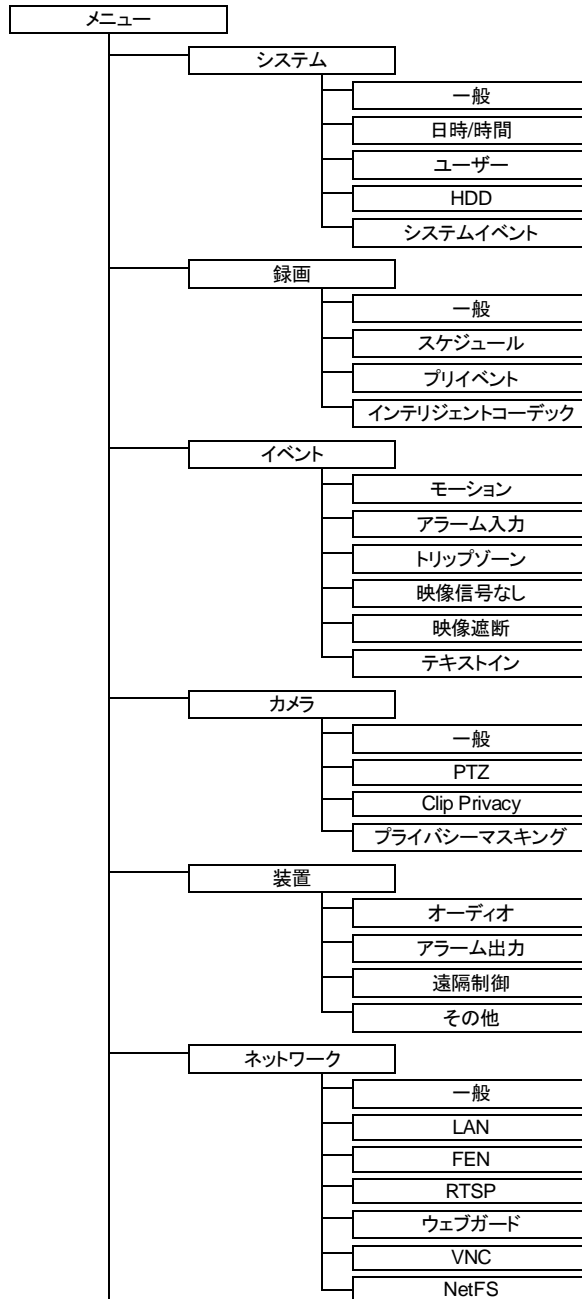 メニュー
システム
一般
日時/時間
ユーザー
HDD
システムイベント
録画
一般
スケジュール
プリイベント
インテリジェントコーデック
イベント
モーション
アラーム入力
トリップゾーン
映像信号なし
映像遮断
テキストイン
カメラ
一般
PTZ
Clip Privacy
プライバシーマスキング
装置
オーディオ
アラーム出力
遠隔制御
その他
ネットワーク
一般
LAN
FEN
RTSP
ウェブガード
VNC
NetFS